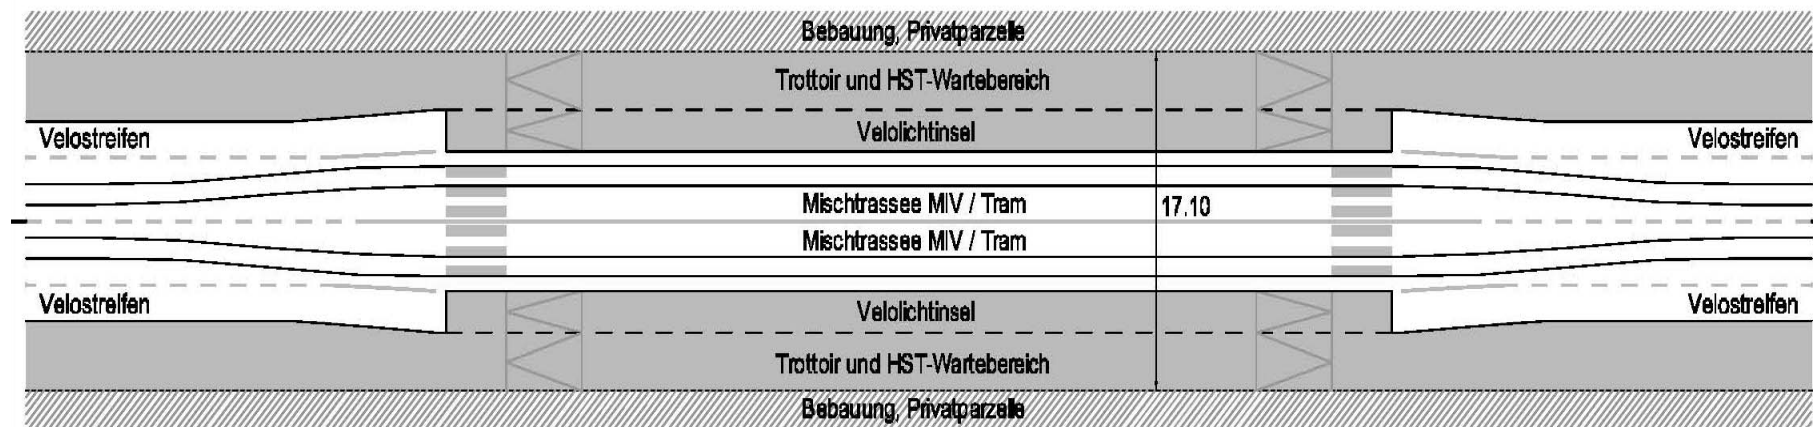 Bebauung, Privatparzelle
Trottoir und HST-Wartebereich
Velostreifen
Velolichtinsel
Velostreifen
Mischtrassee MIV / Tram
17.10
Mischtrassee MIV / Tram
Velostreifen
Velolichtinsel
Velostreifen
Trottoir und HST-Wartebereich
Bebauung, Privatparzelle